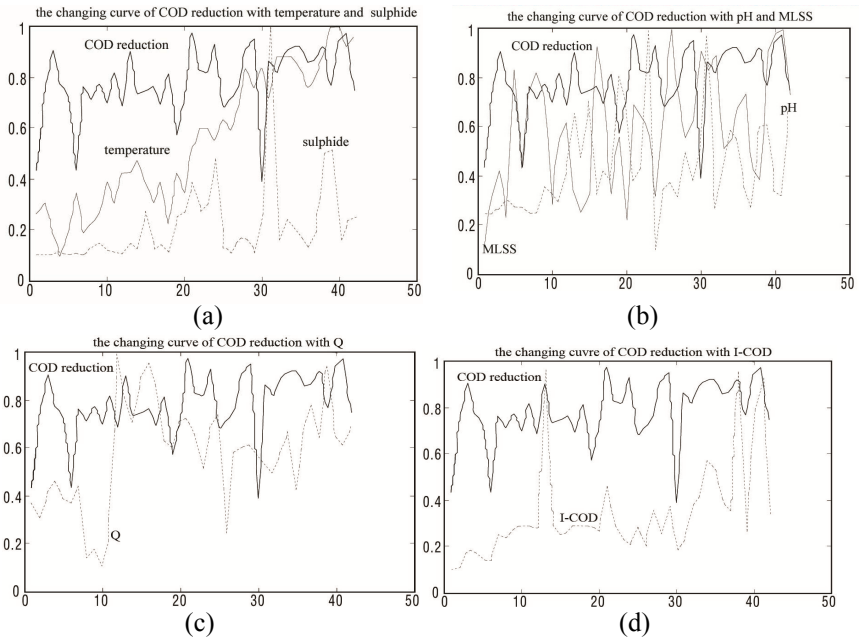 the changing curve of COD reduction with temperature and sulphide
1
0.8
0.6
0.4
0.2
0
COD reduction
temperature
sulphide
0 10 20 30 40 50
(a)
the changing curve of COD reduction with pH and MLSS
1
0.8
0.6
0.4
0.2
0
COD reduction
pH
MLSS
0 10 20 30 40 50
(b)
the changing curve of COD reduction with Q
1
0.8
0.6
0.4
0.2
0
COD reduction
Q
0 10 20 30 40 50
(c)
the changing cuvre of COD reduction with I-COD
1
0.8
0.6
0.4
0.2
0
COD reduction
I-COD
0 10 20 30 40 50
(d)